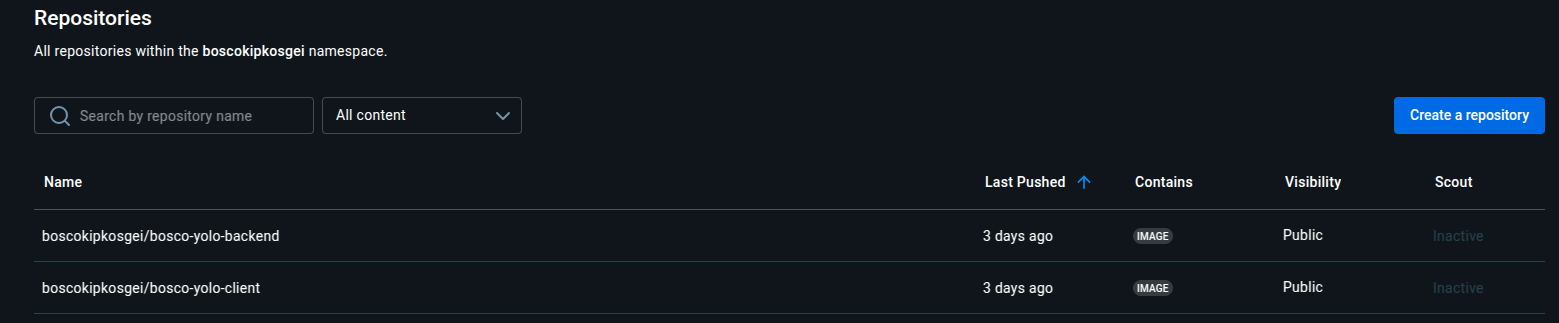 Repositories
All repositories within the boscokipkosgei namespace.
Search by repository name All content Create a repository
Name Last Pushed Contains Visibility Scout
boscokipkosgei/bosco-yolo-backend 3 days ago IMAGE Public Inactive
boscokipkosgei/bosco-yolo-client 3 days ago IMAGE Public Inactive